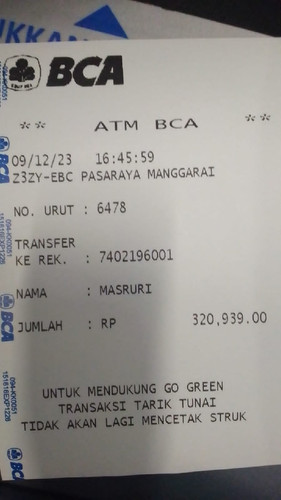 UKKAN
BCA
** ATM BCA **
09/12/23 16:45:59
Z3ZY-EBC PASARAYA MANGGARAI
NO. URUT : 6478
TRANSFER
KE REK. : 7402196001
NAMA : MASRURI
JUMLAH : RP 320,939.00
UNTUK MENDUKUNG GO GREEN
TRANSAKSI TARIK TUNAI
TIDAK AKAN LAGI MENCETAK STRUK
BCA